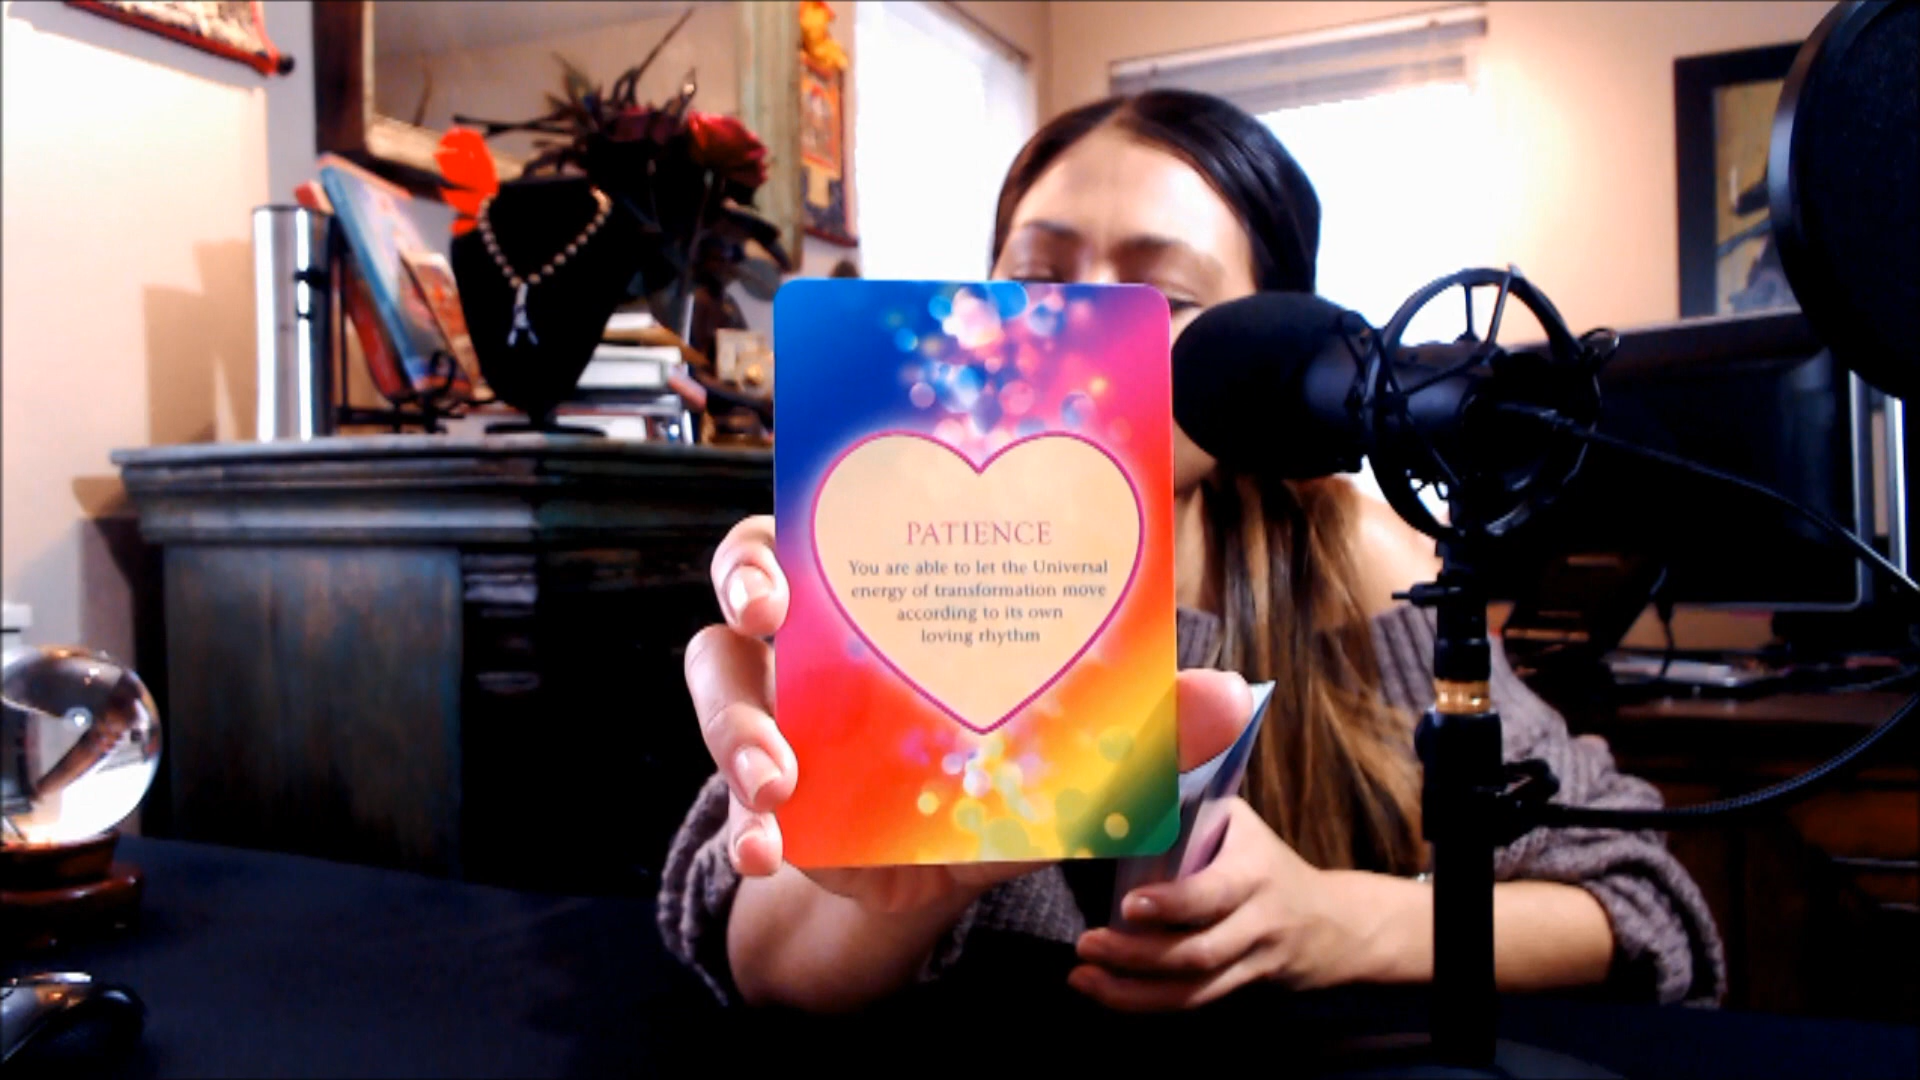 PATIENCE
You are able to let the Universal
energy of transformation move
according to its own
loving rhythm